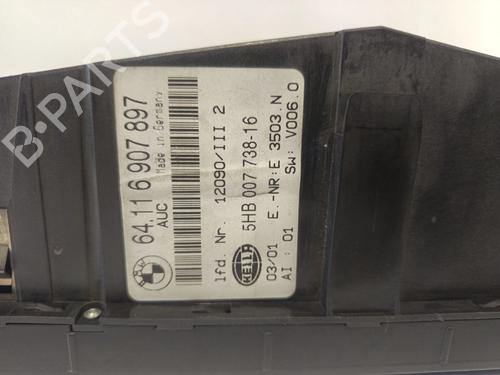 64.11 6 907 897
AUC Made in Germany
lfd. Nr. 12090/III 2
HELLA 5HB 007 738-16
03/01 E.-NR:E 3503 N
AI : 01 SW: V006.0
B-PARTS